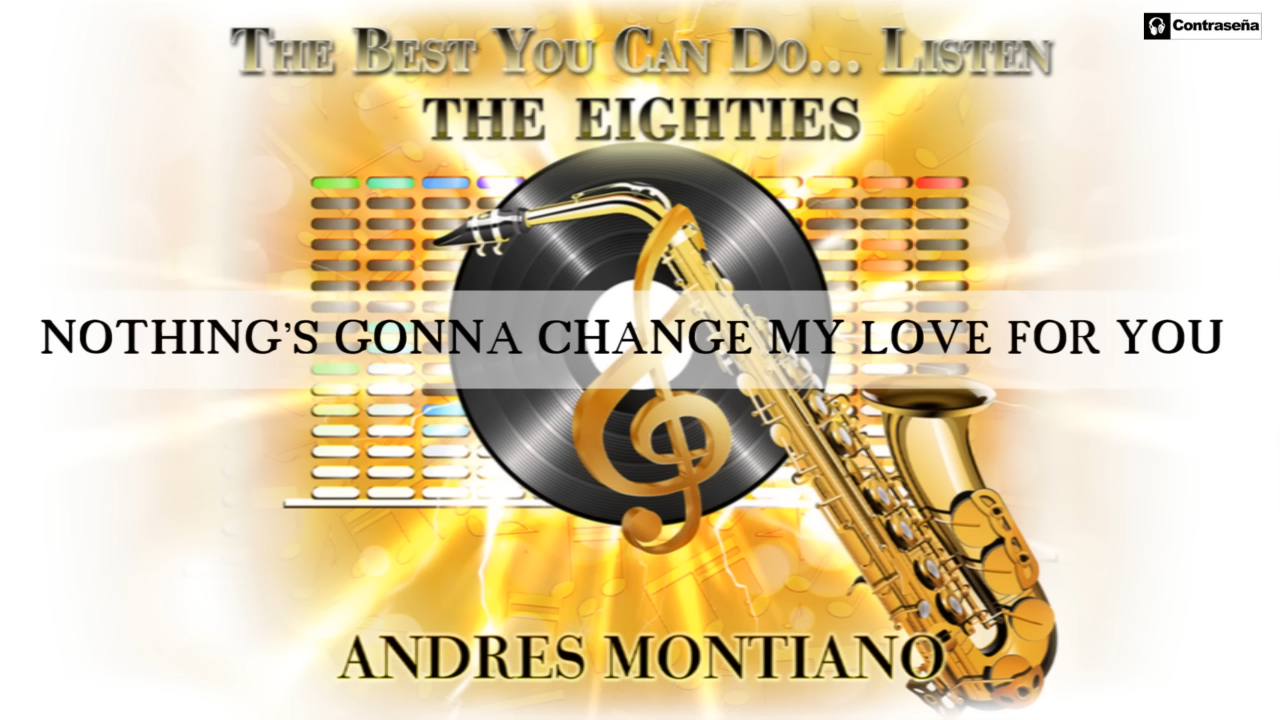 The Best You Can Do... Listen
Contraseña
THE EIGHTIES
NOTHING'S GONNA CHANGE MY LOVE FOR YOU
ANDRES MONTIANO